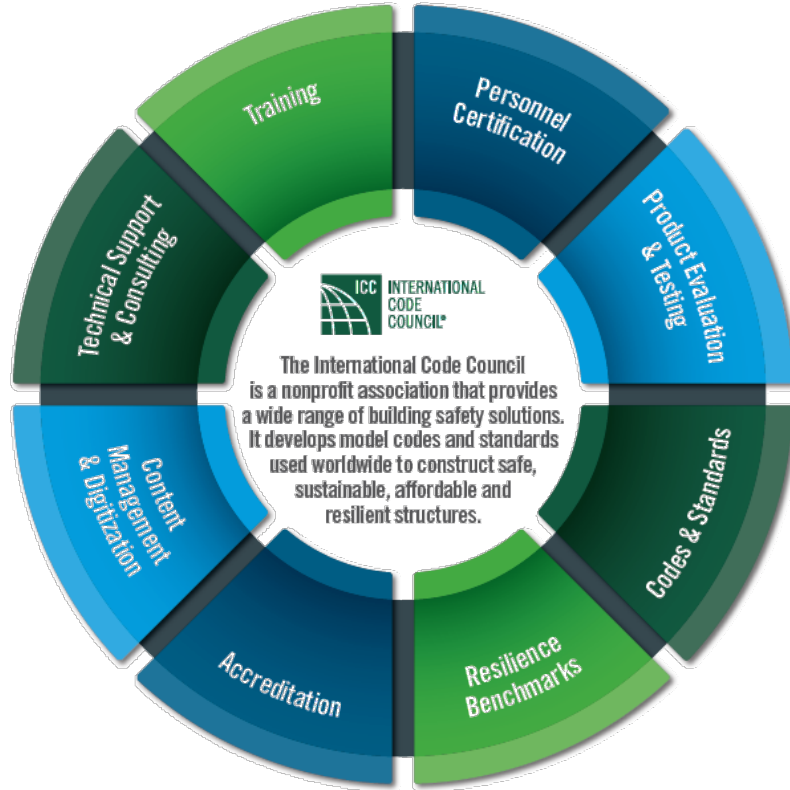 Training
Personnel
Certification
Product Evaluation
& Testing
Codes & Standards
Resilience
Benchmarks
Accreditation
Content
Management
& Digitization
Technical Support
& Consulting
ICC
INTERNATIONAL
CODE
COUNCIL®
The International Code Council
is a nonprofit association that provides
a wide range of building safety solutions.
It develops model codes and standards
used worldwide to construct safe,
sustainable, affordable and
resilient structures.